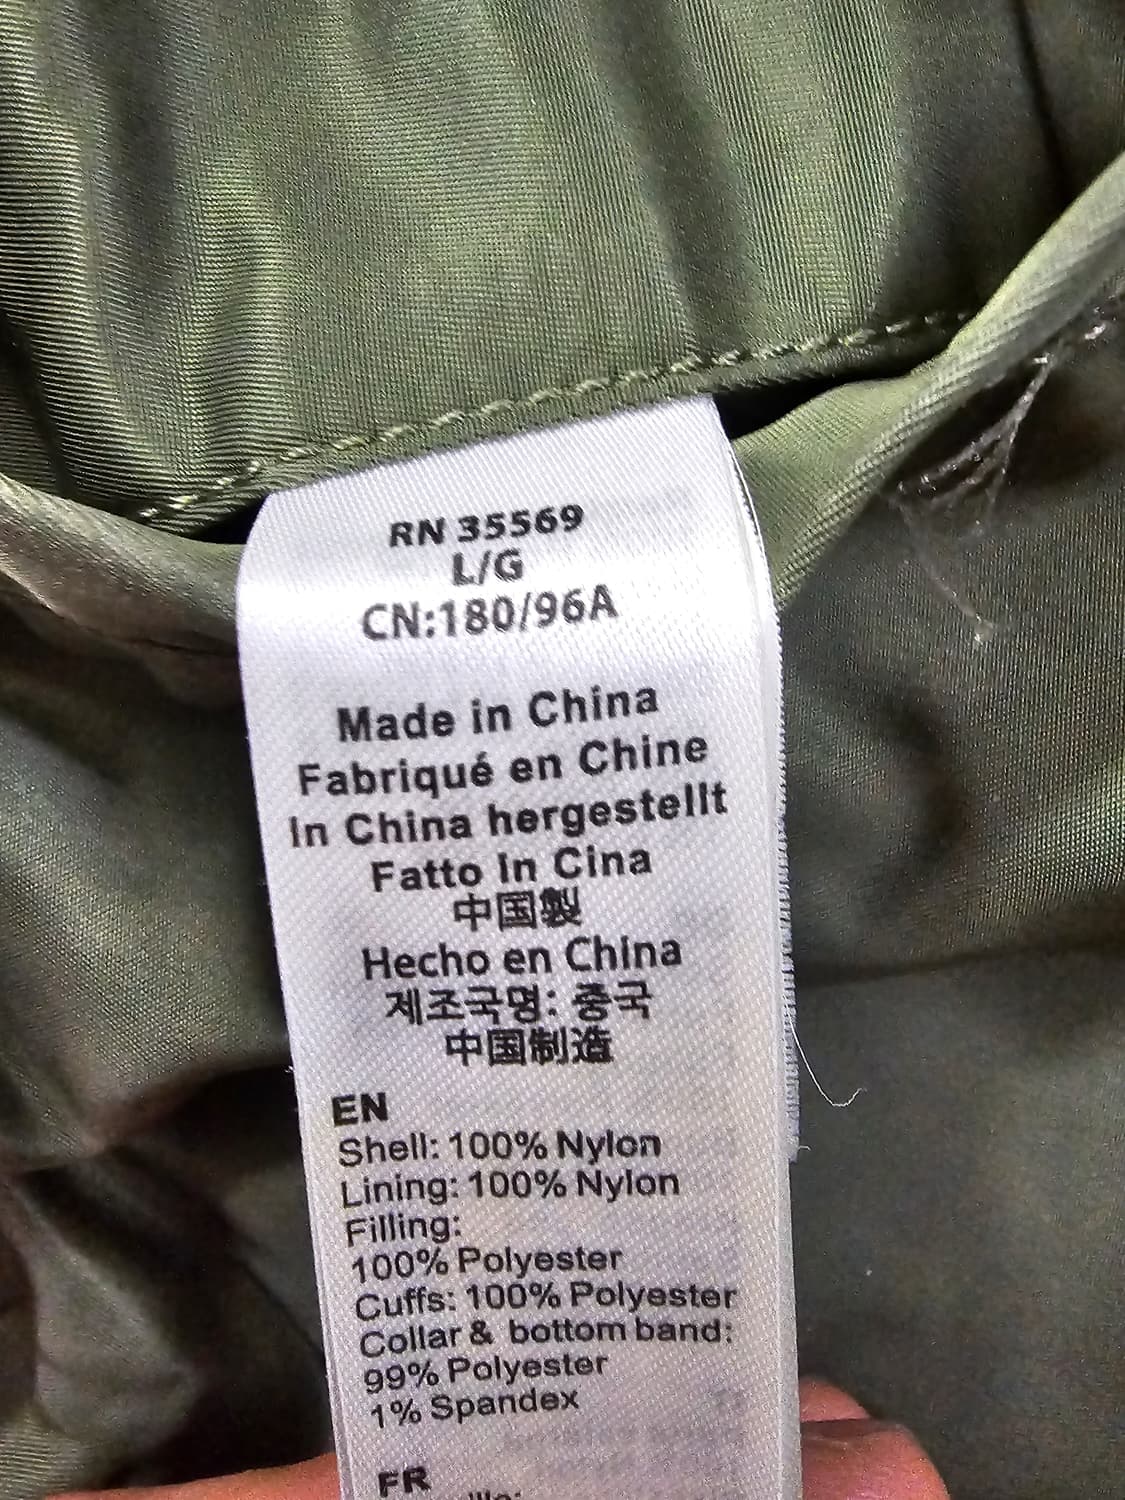 RN 35569
L/G
CN:180/96A
Made in China
Fabriqué en Chine
In China hergestellt
Fatto In Cina
中国製
Hecho en China
제조국명: 중국
中国制造
EN
Shell: 100% Nylon
Lining: 100% Nylon
Filling:
100% Polyester
Cuffs: 100% Polyester
Collar & bottom band:
99% Polyester
1% Spandex
FR